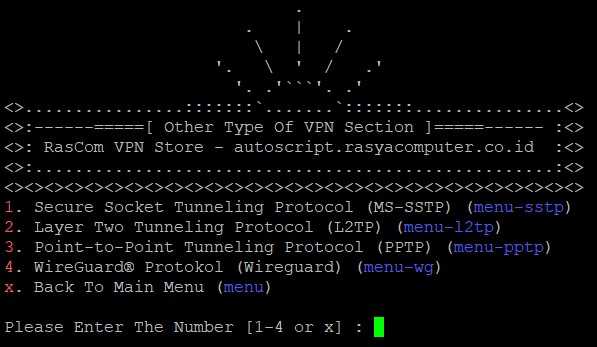 <>:------=====[ Other Type Of VPN Section ]=====------ :<>
<>: RasCom VPN Store - autoscript.rasyacomputer.co.id  :<>
1. Secure Socket Tunneling Protocol (MS-SSTP) (menu-sstp)
2. Layer Two Tunneling Protocol (L2TP) (menu-l2tp)
3. Point-to-Point Tunneling Protocol (PPTP) (menu-pptp)
4. WireGuard® Protokol (Wireguard) (menu-wg)
x. Back To Main Menu (menu)
Please Enter The Number [1-4 or x] :